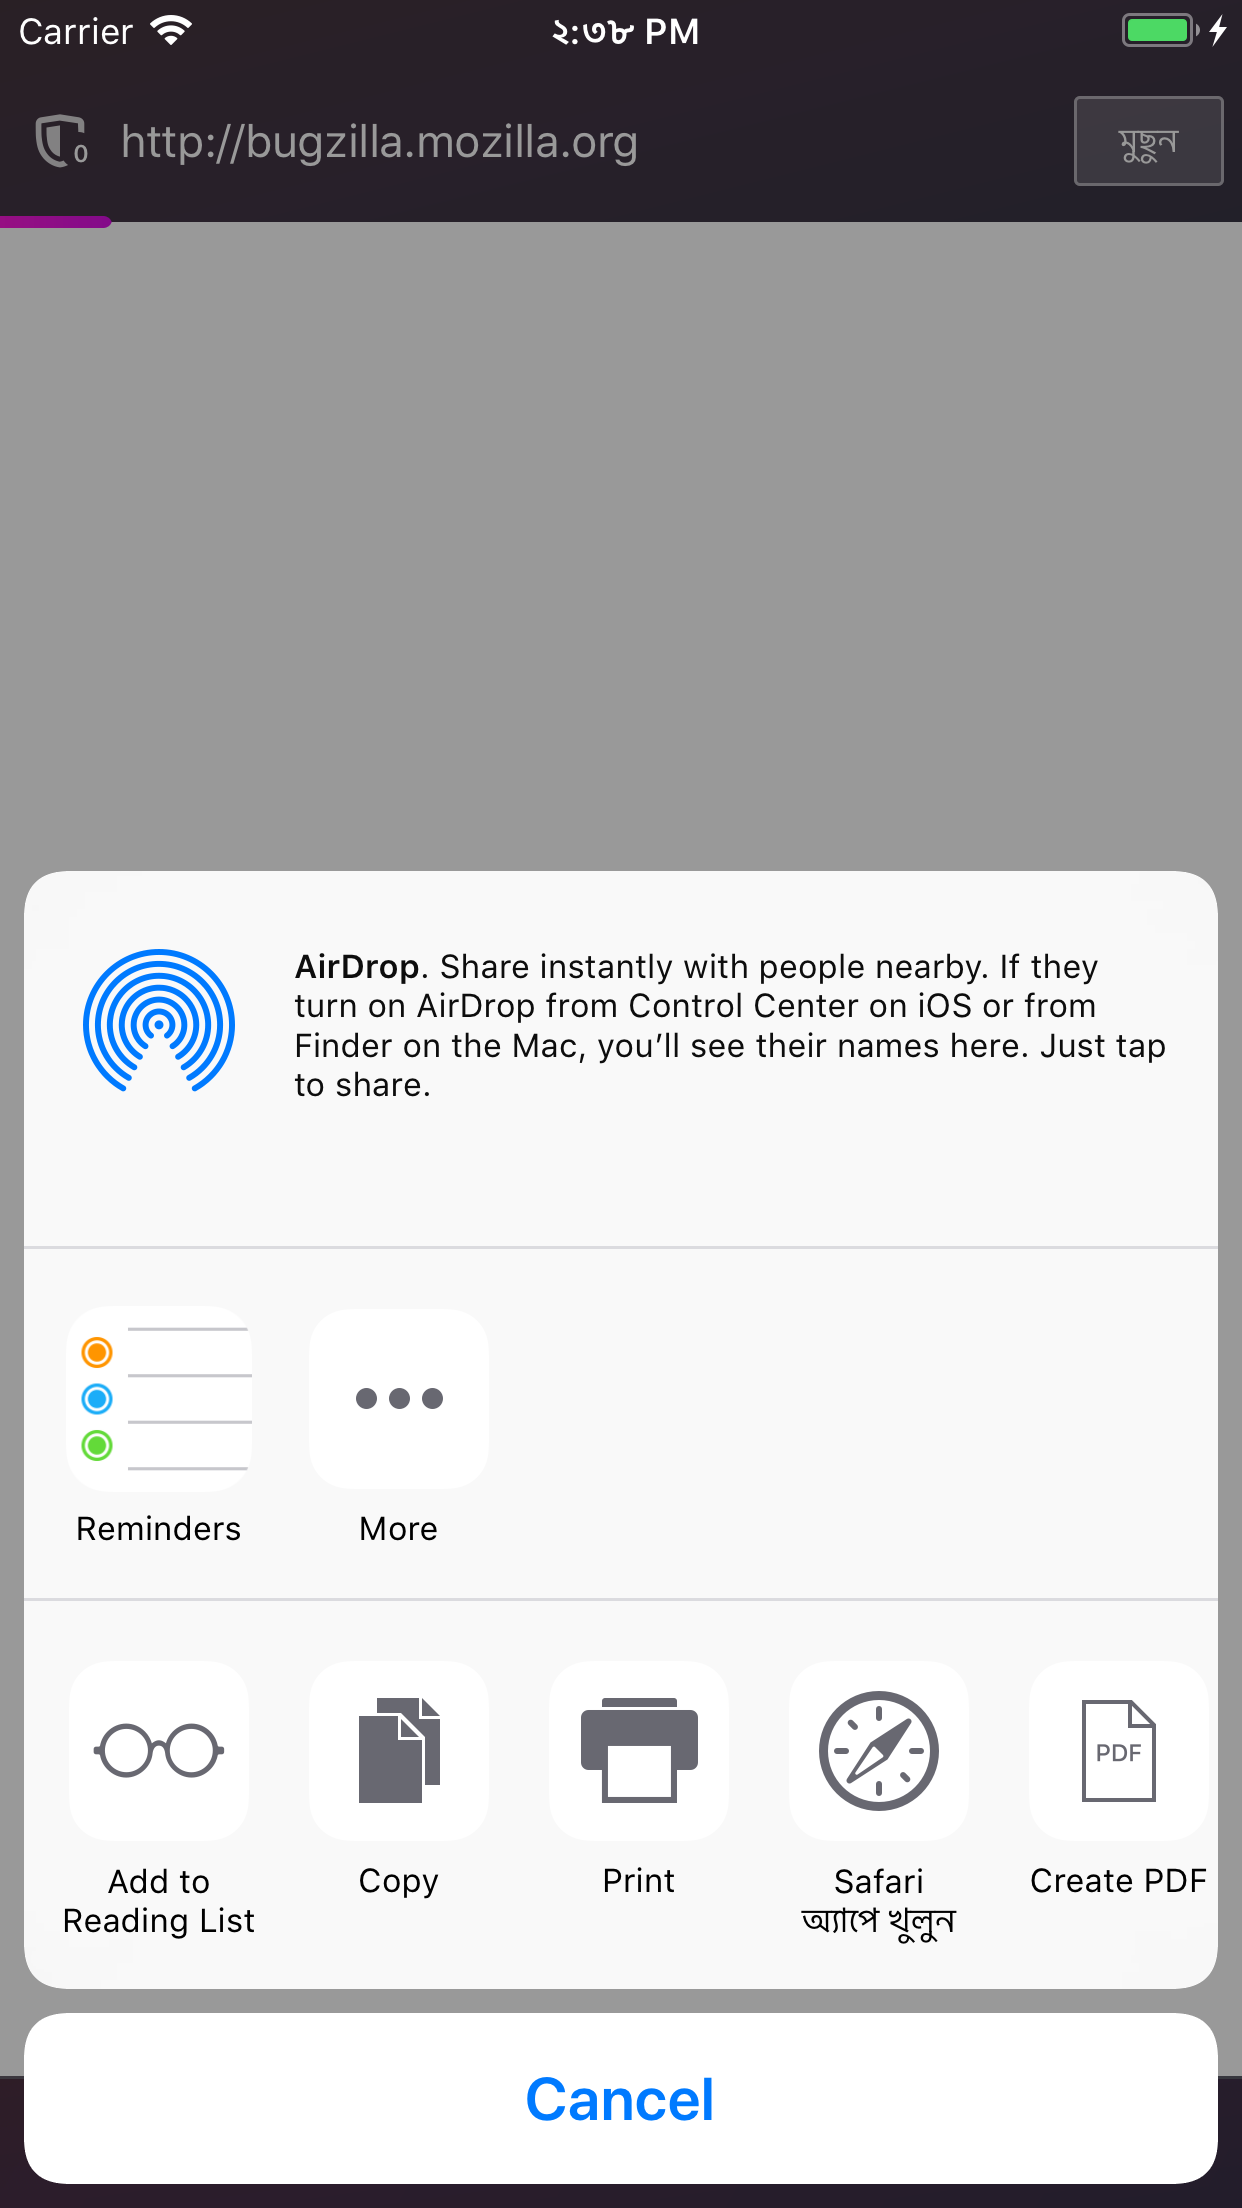 Carrier ২:৩৮ PM
0 http://bugzilla.mozilla.org মুছুন
AirDrop. Share instantly with people nearby. If they
turn on AirDrop from Control Center on iOS or from
Finder on the Mac, you’ll see their names here. Just tap
to share.
Reminders
More
Add to
Reading List
Copy
Print
Safari
অ্যাপে খুলুন
PDF
Create PDF
Cancel